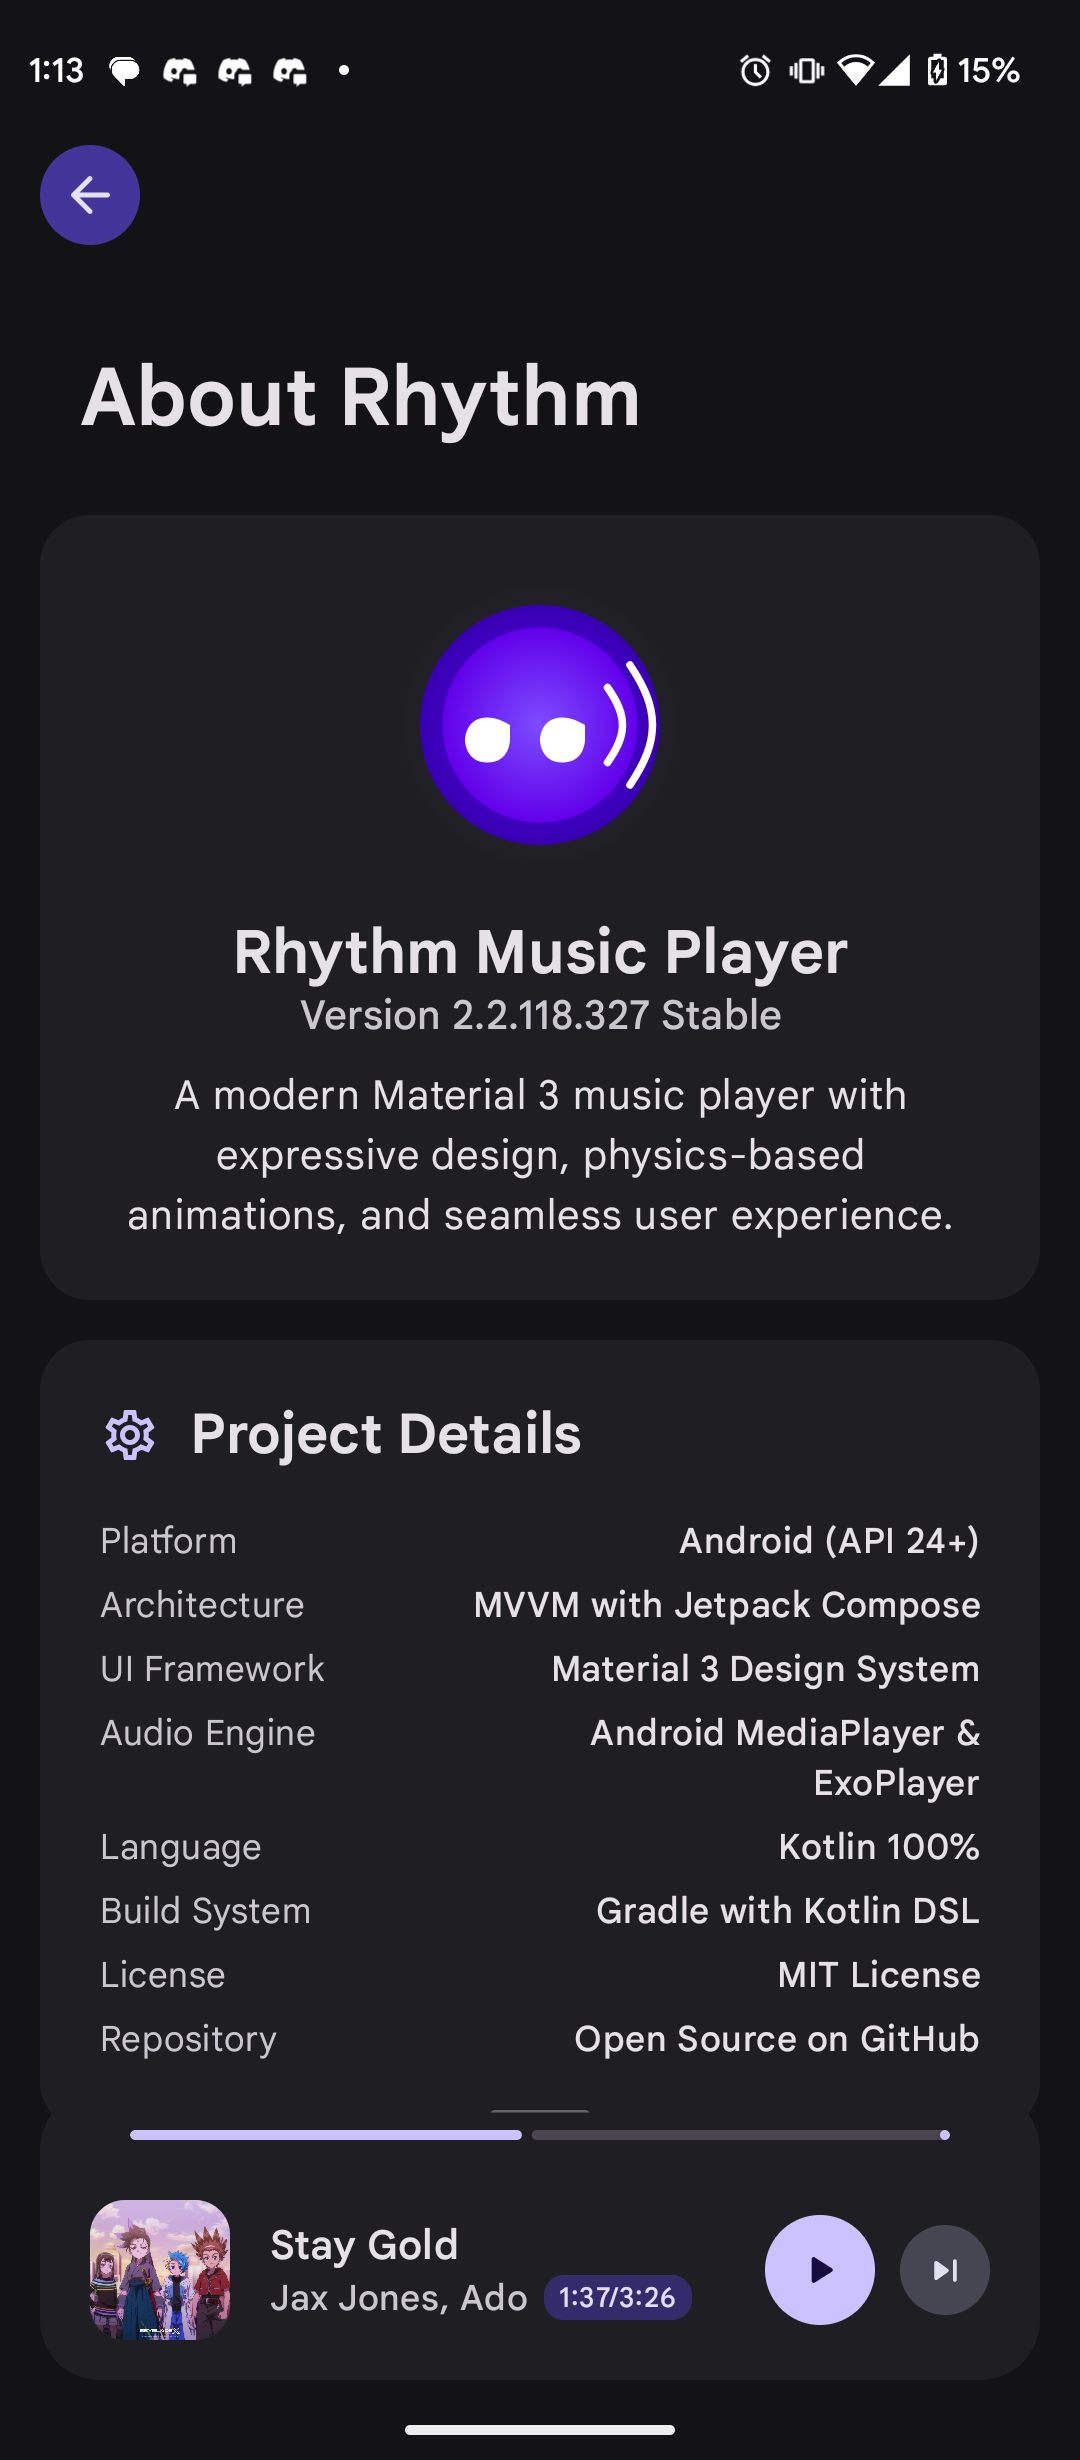 1:13
15%
About Rhythm
Rhythm Music Player
Version 2.2.118.327 Stable
A modern Material 3 music player with
expressive design, physics-based
animations, and seamless user experience.
Project Details
Platform Android (API 24+)
Architecture MVVM with Jetpack Compose
UI Framework Material 3 Design System
Audio Engine Android MediaPlayer &
ExoPlayer
Language Kotlin 100%
Build System Gradle with Kotlin DSL
License MIT License
Repository Open Source on GitHub
Stay Gold
Jax Jones, Ado 1:37/3:26